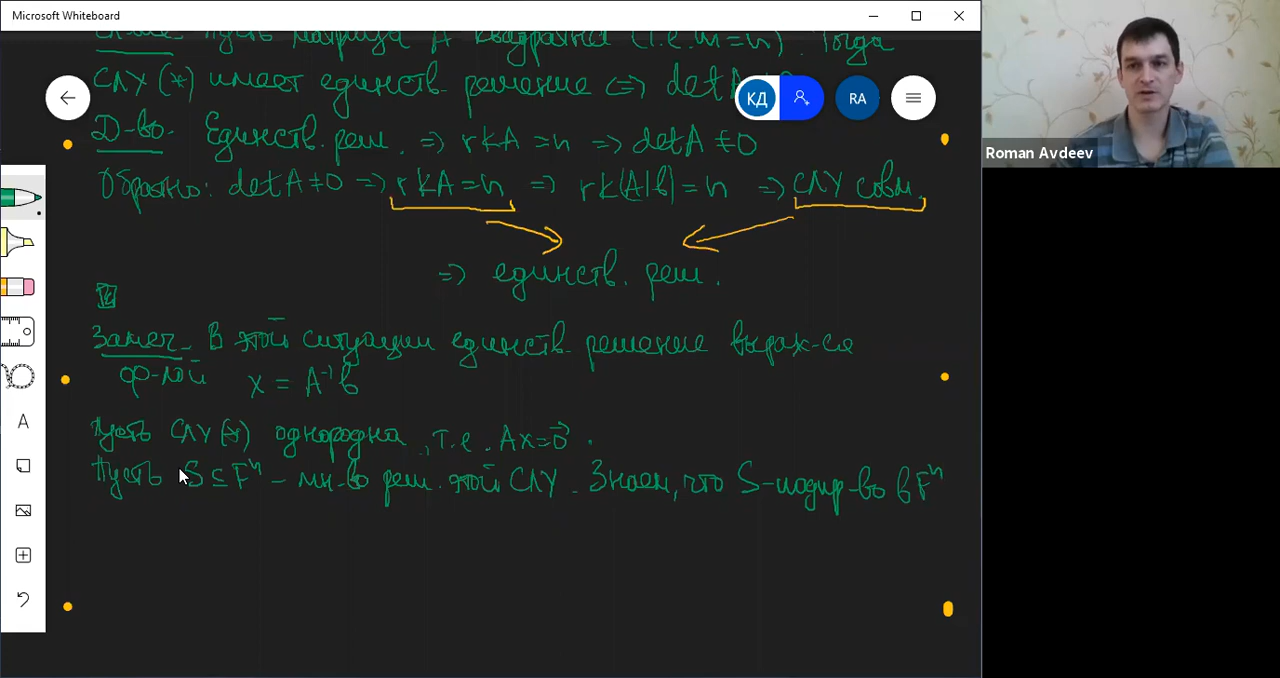 Microsoft Whiteboard
Пусть матрица A квадратна (т.е. m=n). Тогда
СЛУ (*) имеет единств. решение <=> det A
КД
RA
Roman Avdeev
Д-во. Единств. реш. => rk A = n => det A ≠ 0
Обратно: det A ≠ 0 => rk A = n => rk(A|b) = n => СЛУ совм.
=> единств. реш.
Замеч. В этой ситуации единств. решение выраж-ся
ф-лой x = A⁻¹b
Пусть СЛУ (*) однородна, т.е. Ax = 0⃗.
Пусть S ⊆ Fⁿ - мн-во реш. этой СЛУ. Знаем, что S - подпр-во в Fⁿ
A